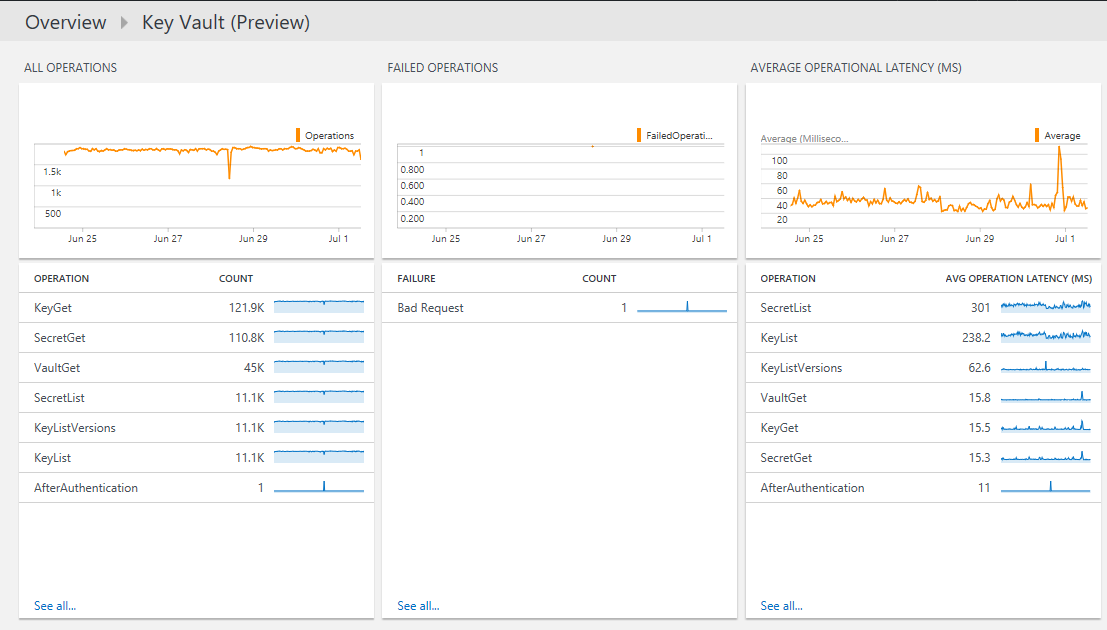 Overview Key Vault (Preview)
ALL OPERATIONS
Operations
1.5k
1k
500
Jun 25 Jun 27 Jun 29 Jul 1
OPERATION COUNT
KeyGet 121.9K
SecretGet 110.8K
VaultGet 45K
SecretList 11.1K
KeyListVersions 11.1K
KeyList 11.1K
AfterAuthentication 1
See all...
FAILED OPERATIONS
FailedOperati...
1
0.800
0.600
0.400
0.200
Jun 25 Jun 27 Jun 29 Jul 1
FAILURE COUNT
Bad Request 1
See all...
AVERAGE OPERATIONAL LATENCY (MS)
Average (Milliseco...
Average
100
80
60
40
20
Jun 25 Jun 27 Jun 29 Jul 1
OPERATION AVG OPERATION LATENCY (MS)
SecretList 301
KeyList 238.2
KeyListVersions 62.6
VaultGet 15.8
KeyGet 15.5
SecretGet 15.3
AfterAuthentication 11
See all...